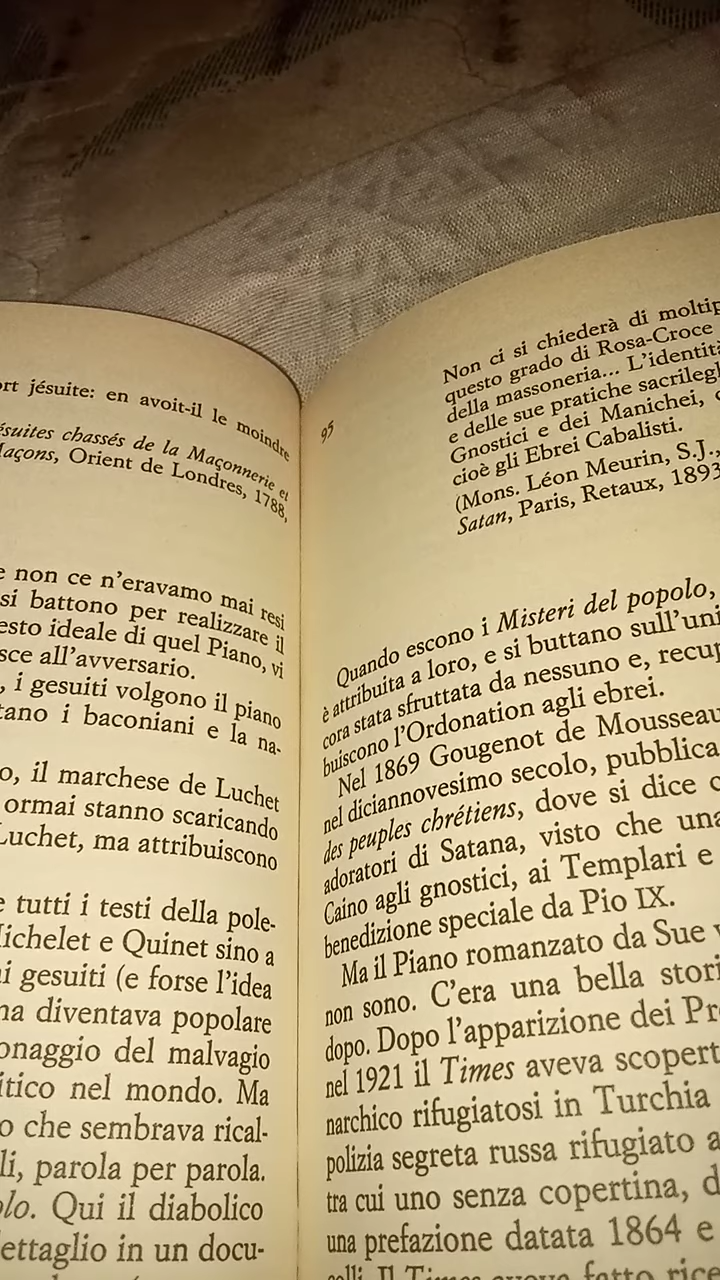 ort jésuite: en avoit-il le moindre
ésuites chassés de la Maçonnerie et
Maçons, Orient de Londres, 1788,
e non ce n'eravamo mai resi
si battono per realizzare il
esto ideale di quel Piano, vi
sce all'avversario.
, i gesuiti volgono il piano
tano i baconiani e la na-
o, il marchese de Luchet
ormai stanno scaricando
Luchet, ma attribuiscono
e tutti i testi della pole-
Michelet e Quinet sino a
ai gesuiti (e forse l'idea
ma diventava popolare
onaggio del malvagio
itico nel mondo. Ma
o che sembrava rical-
li, parola per parola.
olo. Qui il diabolico
dettaglio in un docu-
95
Non ci si chiederà di moltip
questo grado di Rosa-Croce
della massoneria... L'identità
e delle sue pratiche sacrilegh
Gnostici e dei Manichei, c
cioè gli Ebrei Cabalisti.
(Mons. Léon Meurin, S.J.,
Satan, Paris, Retaux, 1893
Quando escono i Misteri del popolo,
è attribuita a loro, e si buttano sull'uni
cora stata sfruttata da nessuno e, recup
buiscono l'Ordonation agli ebrei.
Nel 1869 Gougenot de Mousseau
nel diciannovesimo secolo, pubblica
des peuples chrétiens, dove si dice c
adoratori di Satana, visto che una
Caino agli gnostici, ai Templari e
benedizione speciale da Pio IX.
Ma il Piano romanzato da Sue v
non sono. C'era una bella stori
dopo. Dopo l'apparizione dei Pr
nel 1921 il Times aveva scopert
narchico rifugiatosi in Turchia
polizia segreta russa rifugiato a
tra cui uno senza copertina, d
una prefazione datata 1864 e
Il Times fatto rice